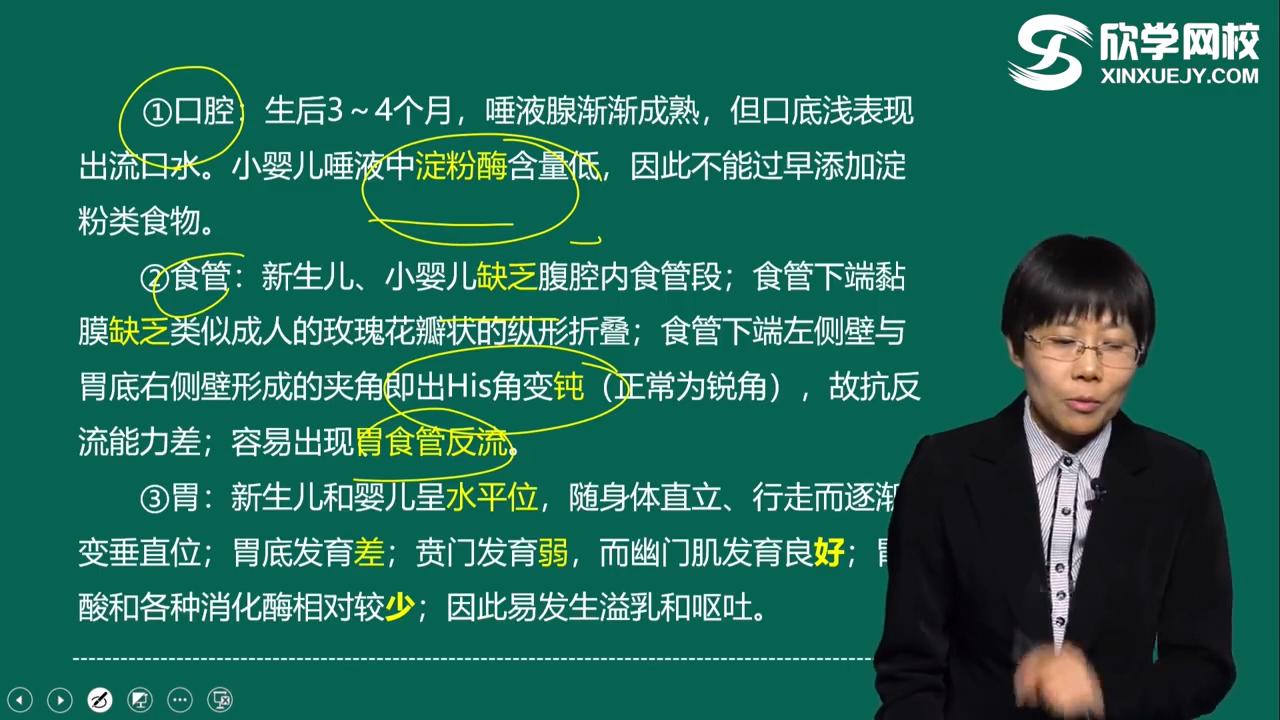 欣学网校
XINXUEJY.COM
①口腔：生后3～4个月，唾液腺渐渐成熟，但口底浅表现
出流口水。小婴儿唾液中淀粉酶含量低，因此不能过早添加淀
粉类食物。
②食管：新生儿、小婴儿缺乏腹腔内食管段；食管下端黏
膜缺乏类似成人的玫瑰花瓣状的纵形折叠；食管下端左侧壁与
胃底右侧壁形成的夹角即出His角变钝（正常为锐角），故抗反
流能力差；容易出现胃食管反流。
③胃：新生儿和婴儿呈水平位，随身体直立、行走而逐渐
变垂直位；胃底发育差；贲门发育弱，而幽门肌发育良好；
酸和各种消化酶相对较少；因此易发生溢乳和呕吐。